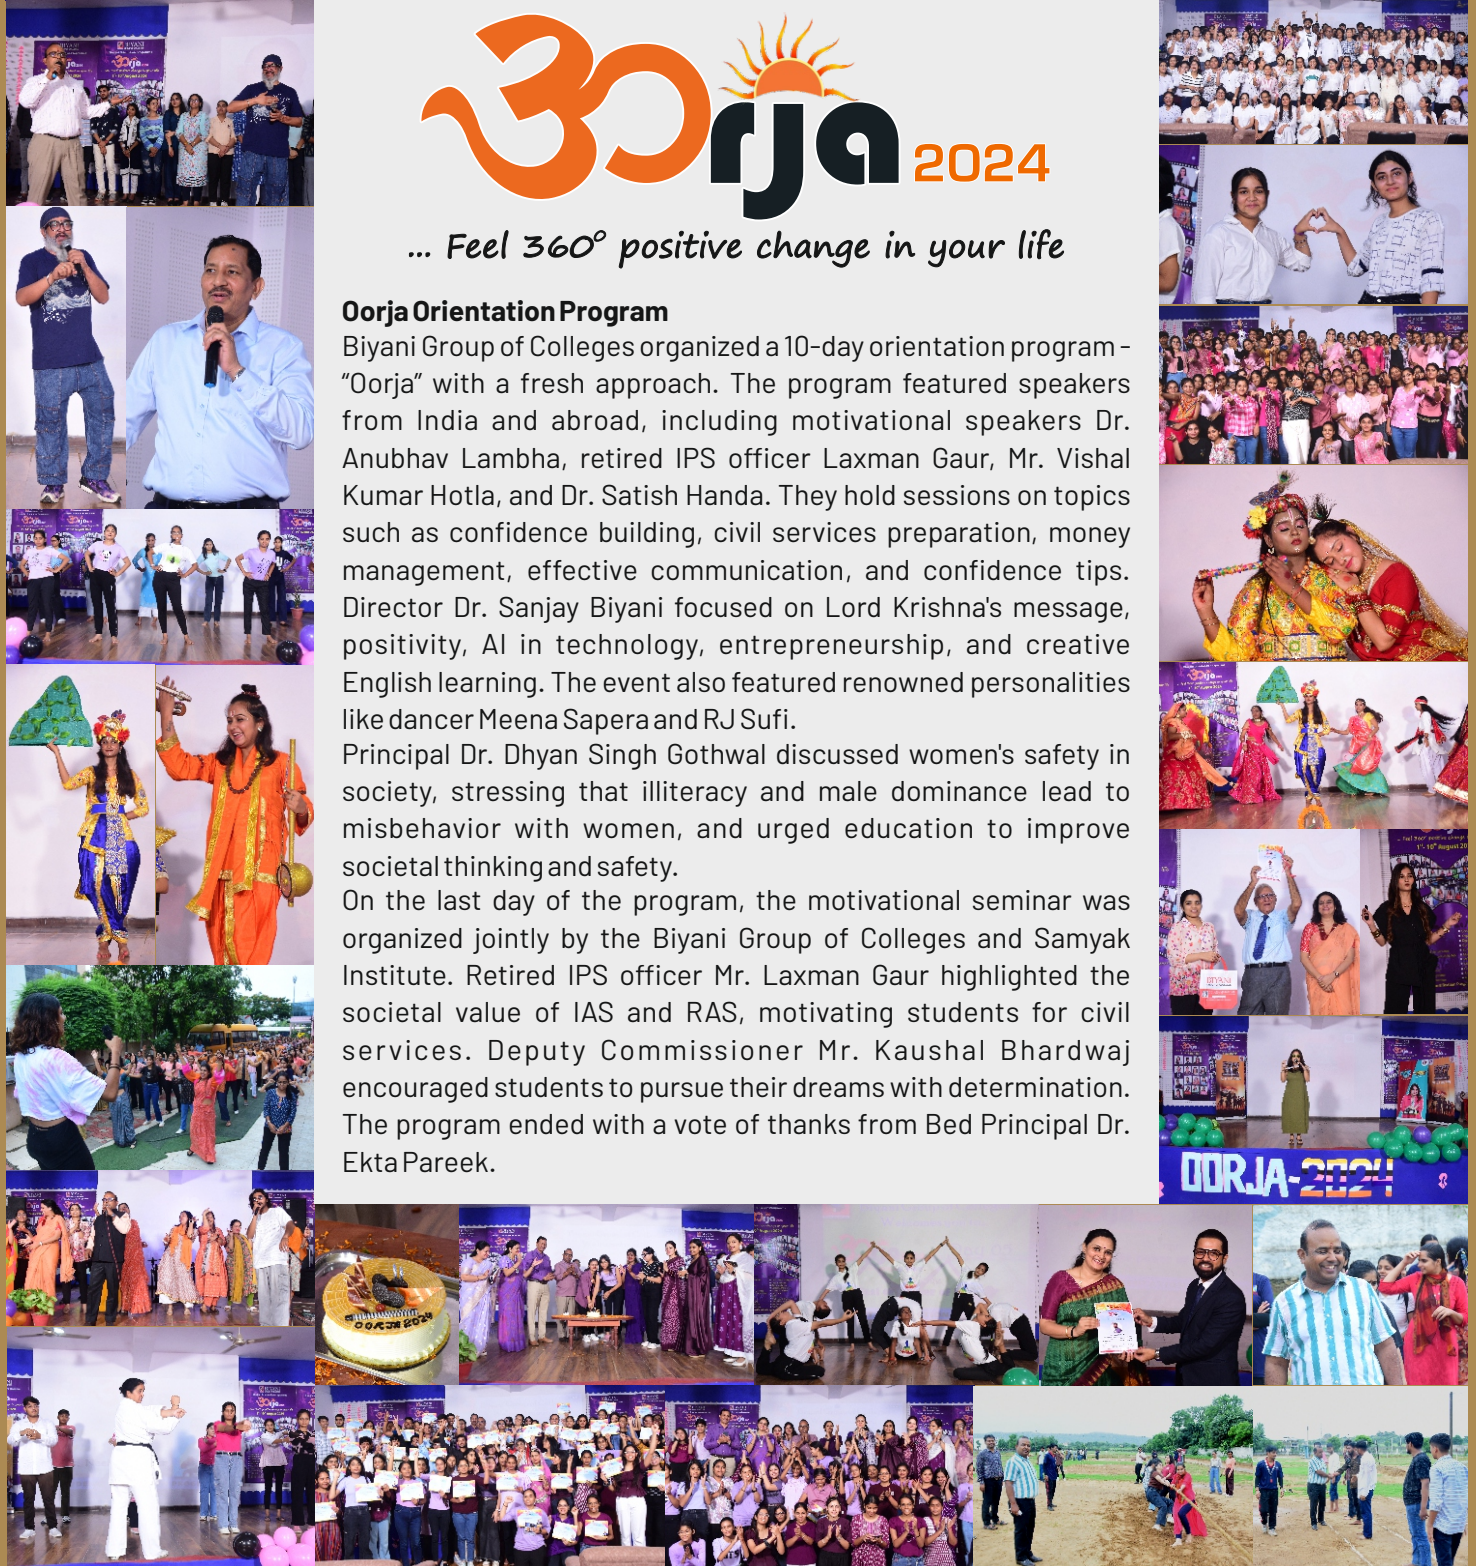 ॐrja 2024
... Feel 360° positive change in your life
Oorja Orientation Program
Biyani Group of Colleges organized a 10-day orientation program -
“Oorja” with a fresh approach. The program featured speakers
from India and abroad, including motivational speakers Dr.
Anubhav Lambha, retired IPS officer Laxman Gaur, Mr. Vishal
Kumar Hotla, and Dr. Satish Handa. They hold sessions on topics
such as confidence building, civil services preparation, money
management, effective communication, and confidence tips.
Director Dr. Sanjay Biyani focused on Lord Krishna's message,
positivity, AI in technology, entrepreneurship, and creative
English learning. The event also featured renowned personalities
like dancer Meena Sapera and RJ Sufi.
Principal Dr. Dhyan Singh Gothwal discussed women's safety in
society, stressing that illiteracy and male dominance lead to
misbehavior with women, and urged education to improve
societal thinking and safety.
On the last day of the program, the motivational seminar was
organized jointly by the Biyani Group of Colleges and Samyak
Institute. Retired IPS officer Mr. Laxman Gaur highlighted the
societal value of IAS and RAS, motivating students for civil
services. Deputy Commissioner Mr. Kaushal Bhardwaj
encouraged students to pursue their dreams with determination.
The program ended with a vote of thanks from Bed Principal Dr.
Ekta Pareek.
BIYANI
OORJA-2024
OORJA 2024